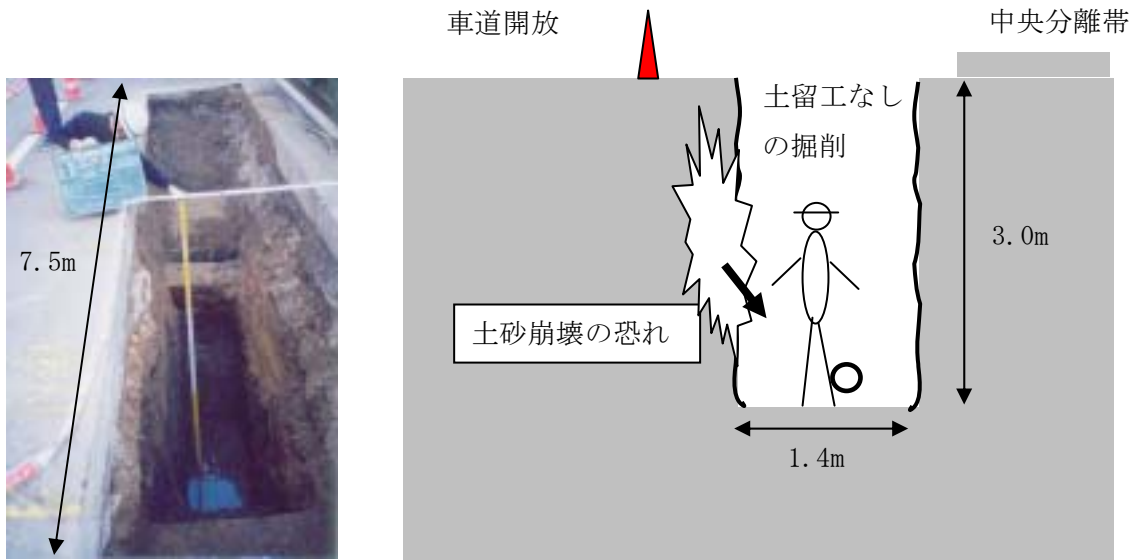 車道開放
中央分離帯
土留工なし
の掘削
7.5m
3.0m
土砂崩壊の恐れ
1.4m